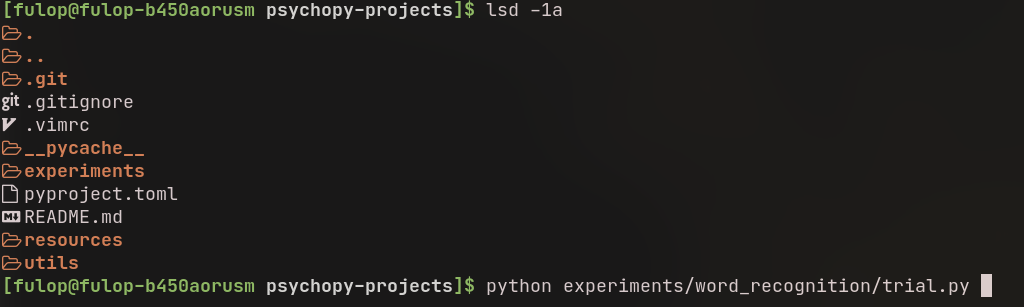 [fulop@fulop-b450aorusm psychopy-projects]$ lsd -1a
.
..
.git
git .gitignore
.vimrc
__pycache__
experiments
pyproject.toml
README.md
resources
utils
[fulop@fulop-b450aorusm psychopy-projects]$ python experiments/word_recognition/trial.py